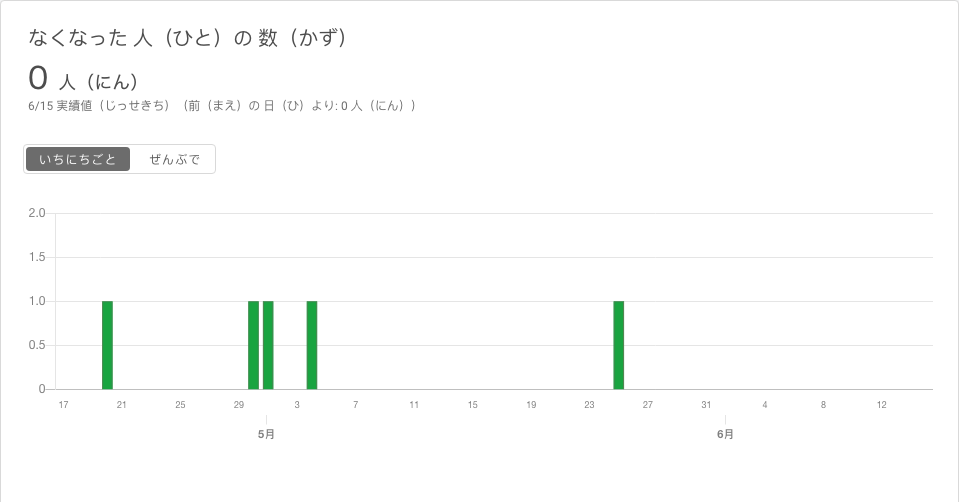 なくなった 人（ひと）の 数（かず）
0 人（にん）
6/15 実績値（じっせきち）（前（まえ）の 日（ひ）より: 0 人（にん））
いちにちごと ぜんぶで
2.0
1.5
1.0
0.5
0
17 21 25 29 3 7 11 15 19 23 27 31 4 8 12
5月 6月